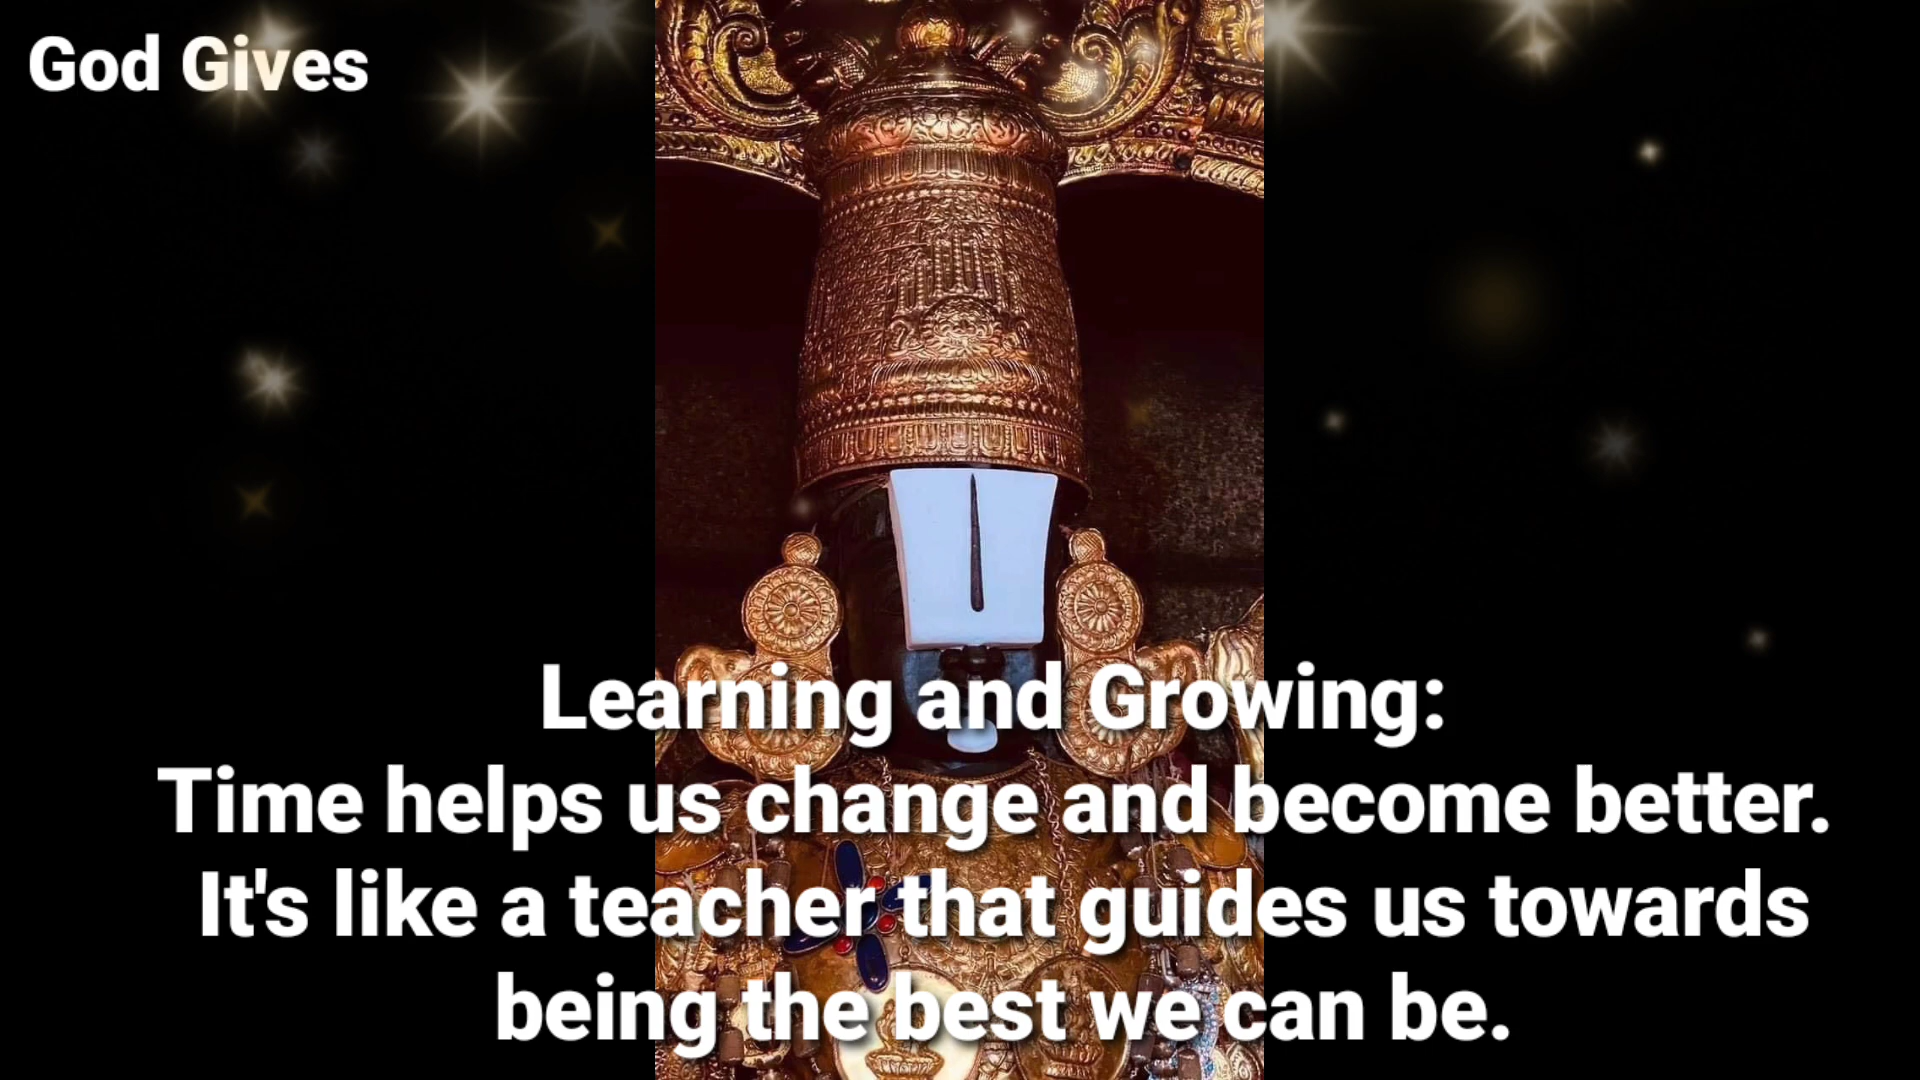 God Gives
Learning and Growing:
Time helps us change and become better.
It's like a teacher that guides us towards
being the best we can be.